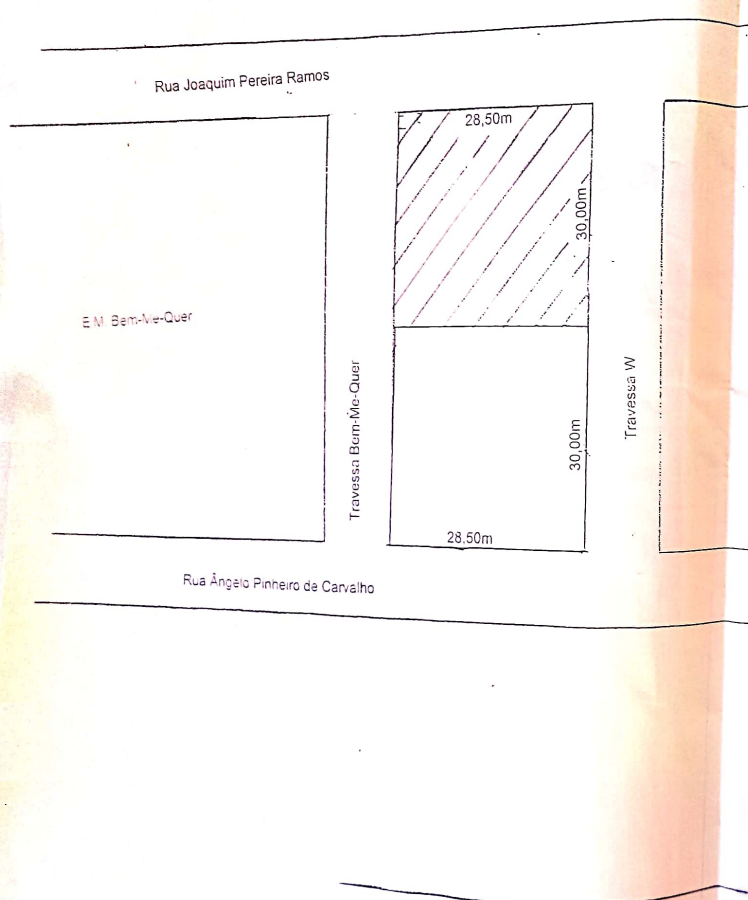 Rua Joaquim Pereira Ramos
28,50m
30,00m
E.M. Bem-Me-Quer
Travessa Bem-Me-Quer
Travessa W
30,00m
28,50m
Rua Ângelo Pinheiro de Carvalho